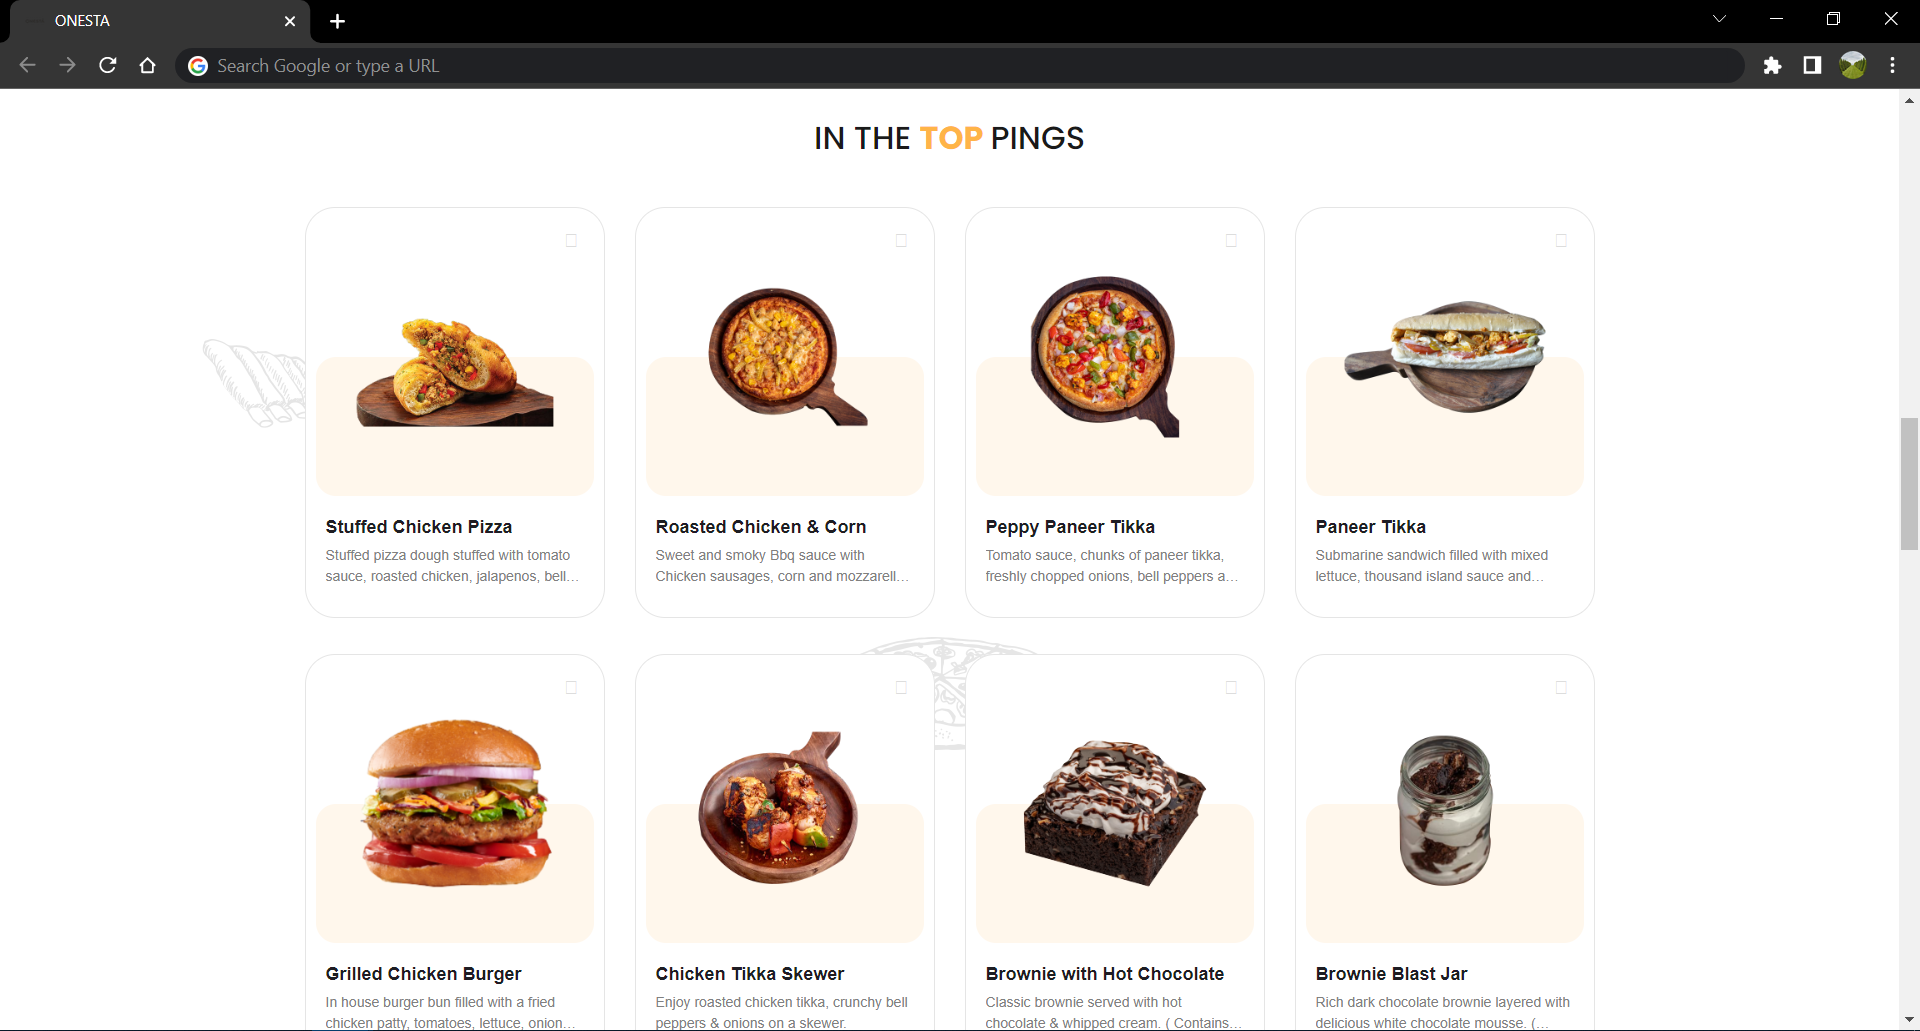 ONESTA
Search Google or type a URL
IN THE TOP PINGS
Stuffed Chicken Pizza
Stuffed pizza dough stuffed with tomato
sauce, roasted chicken, jalapenos, bell...
Roasted Chicken & Corn
Sweet and smoky Bbq sauce with
Chicken sausages, corn and mozzarell...
Peppy Paneer Tikka
Tomato sauce, chunks of paneer tikka,
freshly chopped onions, bell peppers a...
Paneer Tikka
Submarine sandwich filled with mixed
lettuce, thousand island sauce and...
Grilled Chicken Burger
In house burger bun filled with a fried
chicken patty, tomatoes, lettuce, onion...
Chicken Tikka Skewer
Enjoy roasted chicken tikka, crunchy bell
peppers & onions on a skewer.
Brownie with Hot Chocolate
Classic brownie served with hot
chocolate & whipped cream. ( Contains...
Brownie Blast Jar
Rich dark chocolate brownie layered with
delicious white chocolate mousse. (...